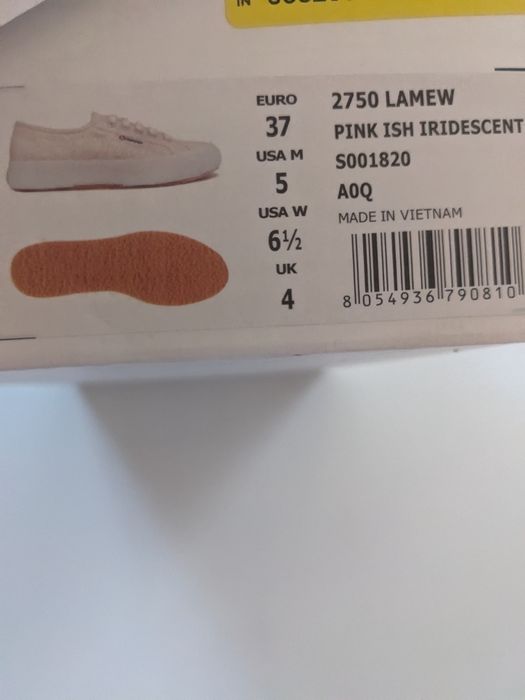 IN
EURO
37
USA M
5
USA W
6½
UK
4
2750 LAMEW
PINK ISH IRIDESCENT
S001820
A0Q
MADE IN VIETNAM
8 054936 790810